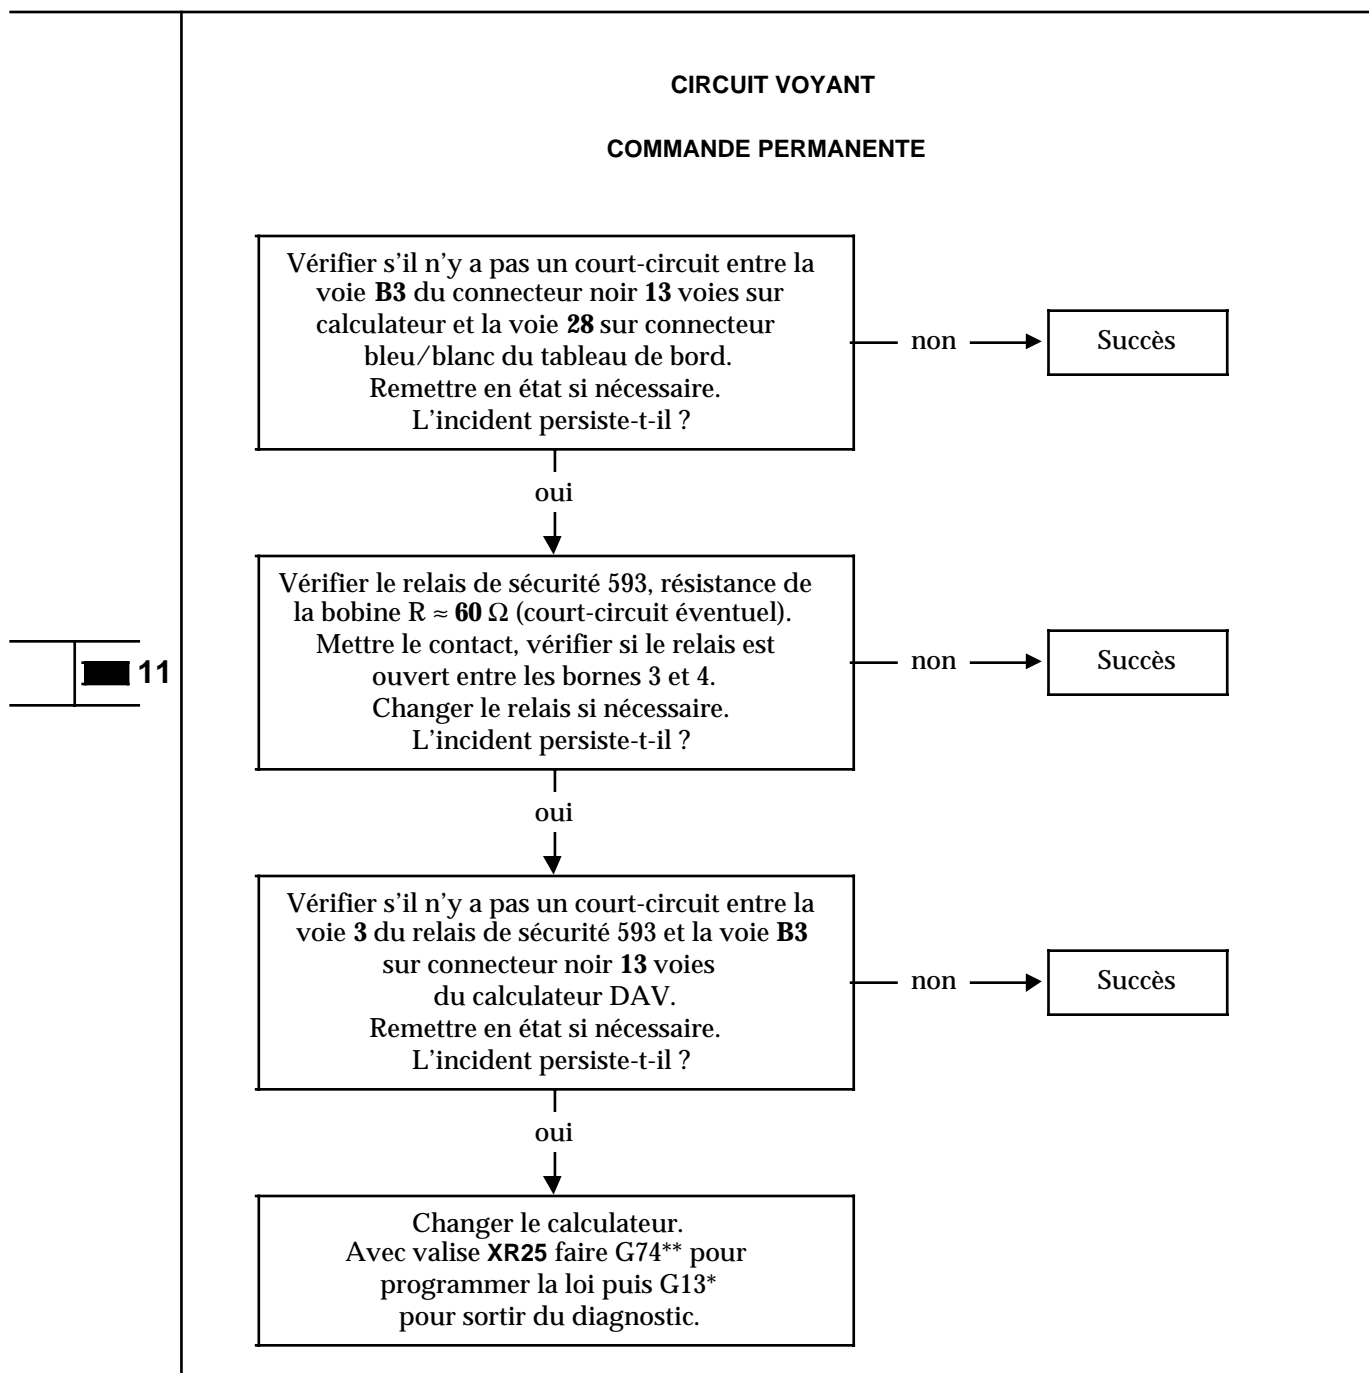 CIRCUIT VOYANT
COMMANDE PERMANENTE
Vérifier s’il n’y a pas un court-circuit entre la
voie B3 du connecteur noir 13 voies sur
calculateur et la voie 28 sur connecteur
bleu/blanc du tableau de bord.
Remettre en état si nécessaire.
L’incident persiste-t-il ?
non
Succès
oui
Vérifier le relais de sécurité 593, résistance de
la bobine R ≈ 60 Ω (court-circuit éventuel).
Mettre le contact, vérifier si le relais est
ouvert entre les bornes 3 et 4.
Changer le relais si nécessaire.
L’incident persiste-t-il ?
non
Succès
11
oui
Vérifier s’il n’y a pas un court-circuit entre la
voie 3 du relais de sécurité 593 et la voie B3
sur connecteur noir 13 voies
du calculateur DAV.
Remettre en état si nécessaire.
L’incident persiste-t-il ?
non
Succès
oui
Changer le calculateur.
Avec valise XR25 faire G74** pour
programmer la loi puis G13*
pour sortir du diagnostic.